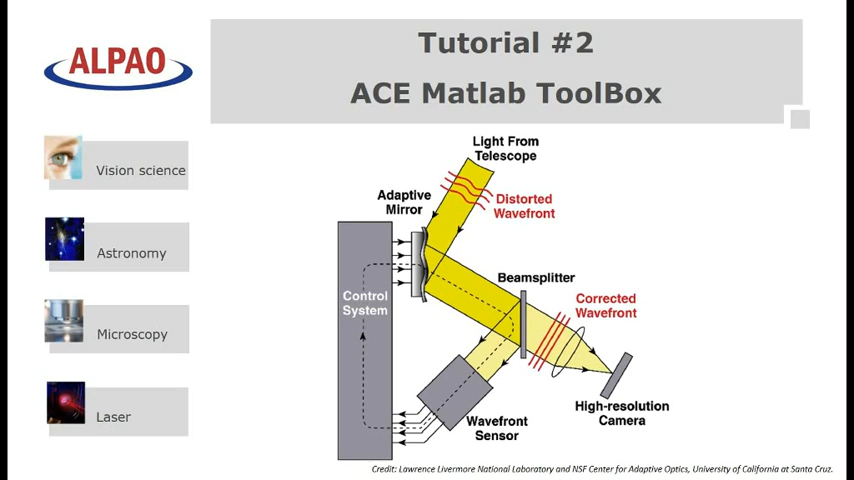 ALPAO
Tutorial #2
ACE Matlab ToolBox
Vision science
Astronomy
Microscopy
Laser
Light From
Telescope
Adaptive
Mirror
Distorted
Wavefront
Beamsplitter
Control
System
Corrected
Wavefront
High-resolution
Camera
Wavefront
Sensor
Credit: Lawrence Livermore National Laboratory and NSF Center for Adaptive Optics, University of California at Santa Cruz.